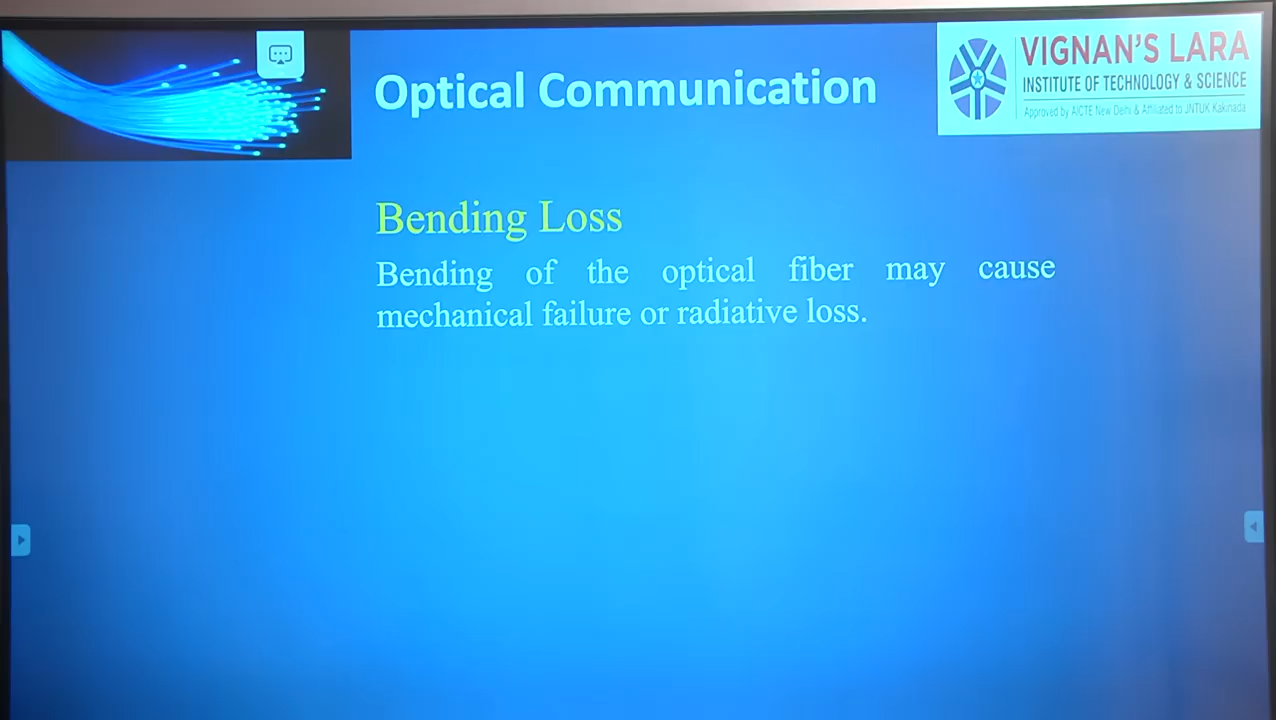 Optical Communication
VIGNAN'S LARA
INSTITUTE OF TECHNOLOGY & SCIENCE
Approved by AICTE New Delhi & Affiliated to JNTUK Kakinada
Bending Loss
Bending of the optical fiber may cause
mechanical failure or radiative loss.